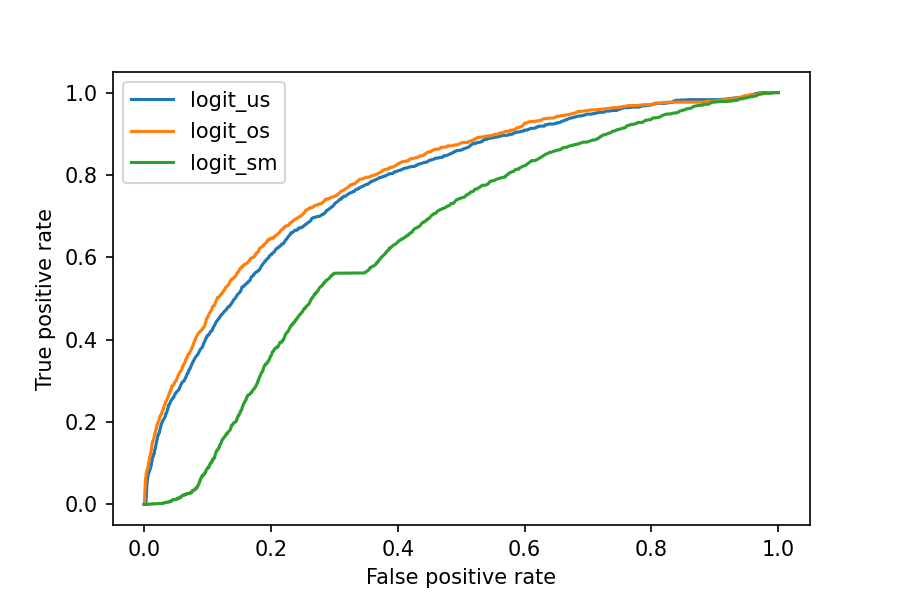 logit_us
logit_os
logit_sm
1.0
0.8
0.6
0.4
0.2
0.0
True positive rate
0.0 0.2 0.4 0.6 0.8 1.0
False positive rate